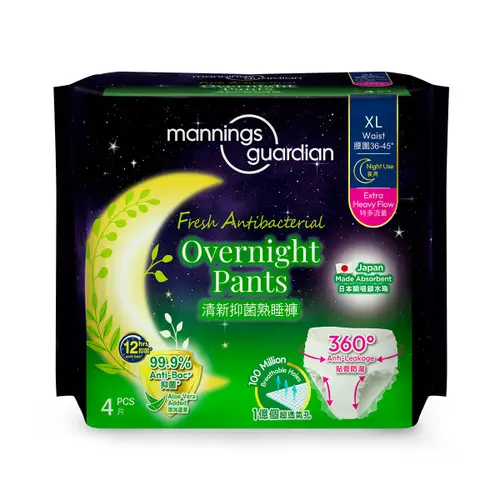 mannings
guardian
XL
Waist
腰圍36-45"
Night Use
夜用
Extra
Heavy Flow
特多流量
Fresh Antibacterial
Overnight
Pants
清新抑菌熟睡褲
Japan
Made Absorbent
日本瞬吸鎖水珠
12hrs
99.9%
Anti-Bac*
抑菌*
Aloe Vera
Added
添加蘆薈
100 Million
Breathable Holes
1億個超透氣孔
360°
Anti-Leakage
貼臀防漏
4 PCS
片